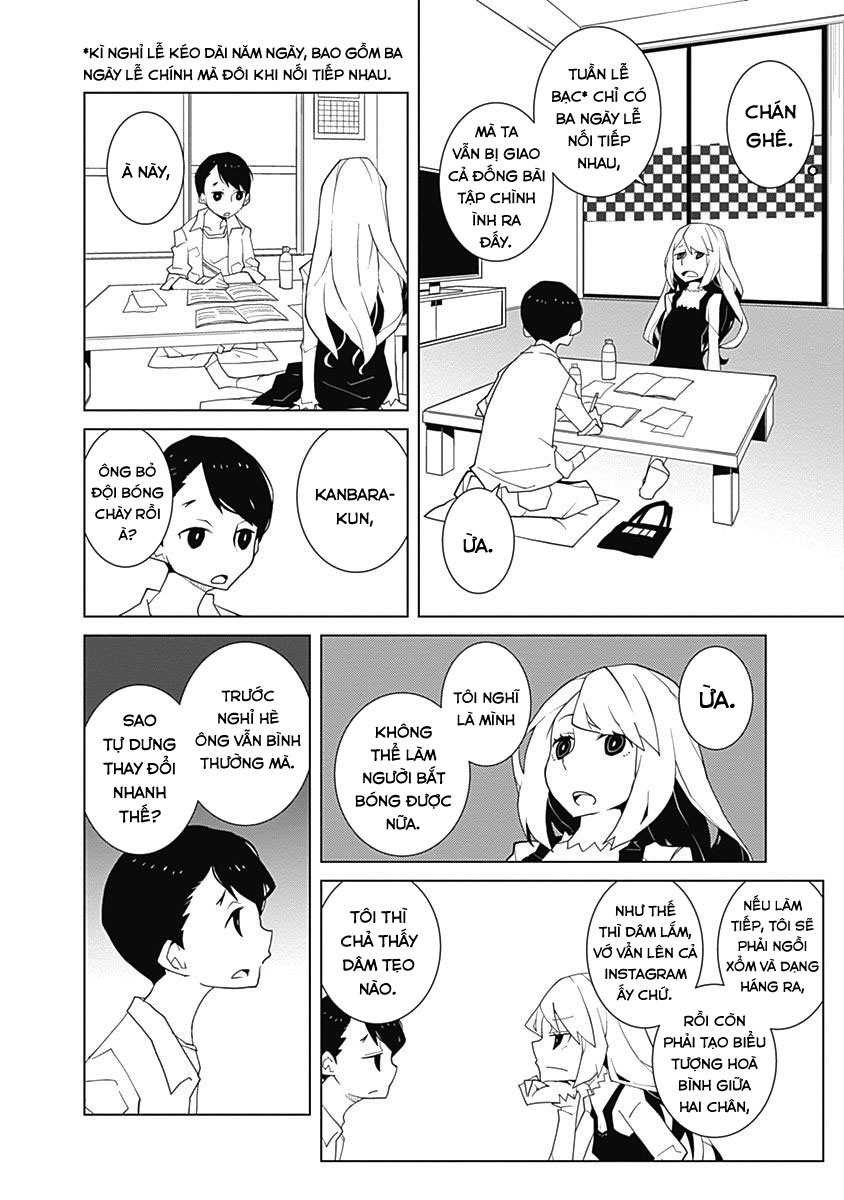 CHÁN
GHÊ.
TUẦN LỄ
BẠC* CHỈ CÓ
BA NGÀY LỄ
NỐI TIẾP
NHAU,
MÀ TA
VẪN BỊ GIAO
CẢ ĐỐNG BÀI
TẬP CHÌNH
ÌNH RA
ĐẤY.
ỪA.
*KÌ NGHỈ LỄ KÉO DÀI NĂM NGÀY, BAO GỒM BA
NGÀY LỄ CHÍNH MÀ ĐÔI KHI NỐI TIẾP NHAU.
À NÀY,
KANBARA-
KUN,
ÔNG BỎ
ĐỘI BÓNG
CHÀY RỒI
À?
ỪA.
TÔI NGHĨ
LÀ MÌNH
KHÔNG
THỂ LÀM
NGƯỜI BẮT
BÓNG ĐƯỢC
NỮA.
TRƯỚC
NGHỈ HÈ
ÔNG VẪN BÌNH
THƯỜNG MÀ.
SAO
TỰ DƯNG
THAY ĐỔI
NHANH
THẾ?
NẾU LÀM
TIẾP, TÔI SẼ
PHẢI NGỒI
XỔM VÀ DẠNG
HÁNG RA,
RỒI CÒN
PHẢI TẠO BIỂU
TƯỢNG HOÀ
BÌNH GIỮA
HAI CHÂN,
NHƯ THẾ
THÌ DÂM LẮM,
VỚ VẨN LÊN CẢ
INSTAGRAM
ẤY CHỨ.
TÔI THÌ
CHẢ THẤY
DÂM TẸO
NÀO.